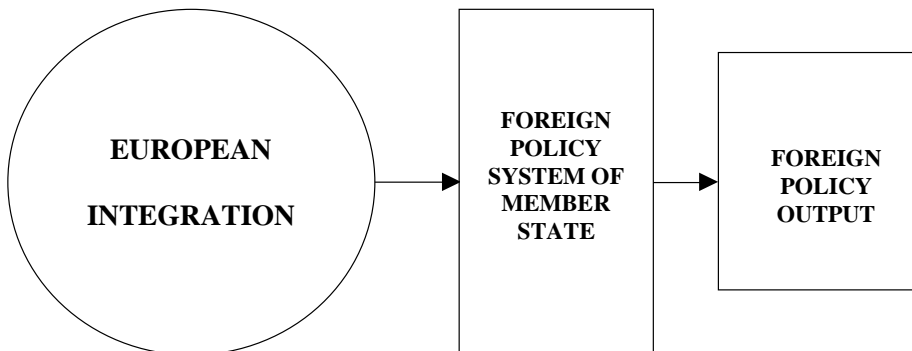 EUROPEAN
INTEGRATION
FOREIGN
POLICY
SYSTEM OF
MEMBER
STATE
FOREIGN
POLICY
OUTPUT